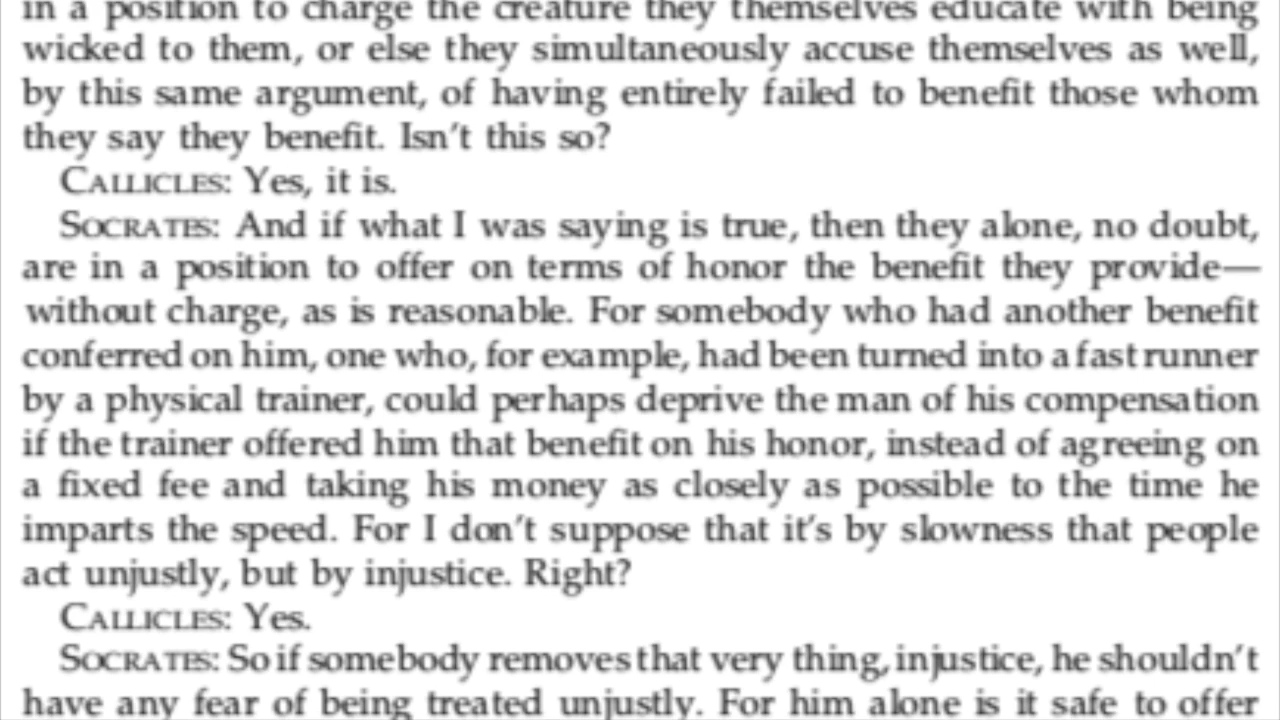 in a position to charge the creature they themselves educate with being
wicked to them, or else they simultaneously accuse themselves as well,
by this same argument, of having entirely failed to benefit those whom
they say they benefit. Isn't this so?
CALLICLES: Yes, it is.
SOCRATES: And if what I was saying is true, then they alone, no doubt,
are in a position to offer on terms of honor the benefit they provide—
without charge, as is reasonable. For somebody who had another benefit
conferred on him, one who, for example, had been turned into a fast runner
by a physical trainer, could perhaps deprive the man of his compensation
if the trainer offered him that benefit on his honor, instead of agreeing on
a fixed fee and taking his money as closely as possible to the time he
imparts the speed. For I don't suppose that it's by slowness that people
act unjustly, but by injustice. Right?
CALLICLES: Yes.
SOCRATES: So if somebody removes that very thing, injustice, he shouldn't
have any fear of being treated unjustly. For him alone is it safe to offer